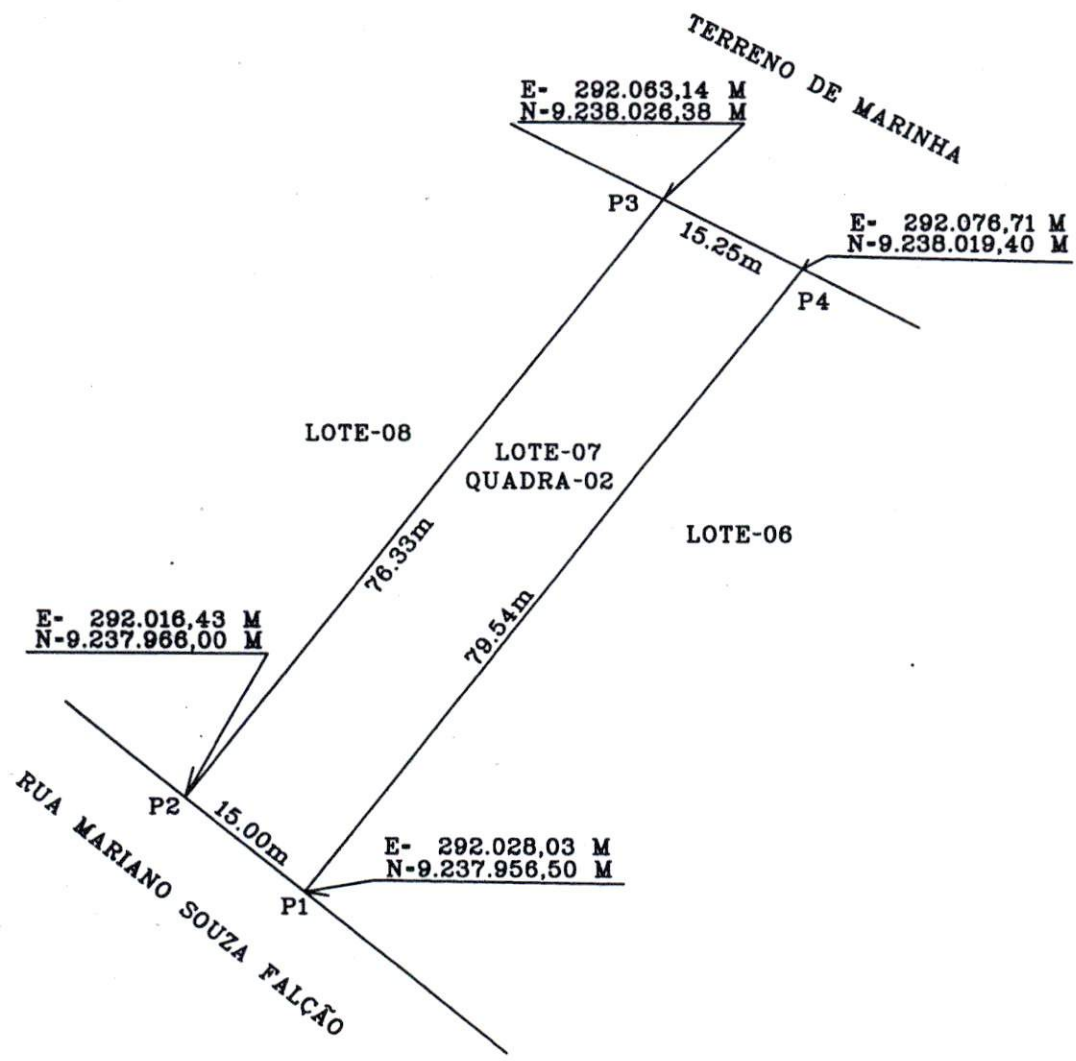 TERRENO DE MARINHA
E- 292.063,14 M
N-9.238.026,38 M
P3
15.25m
E- 292.076,71 M
N-9.238.019,40 M
P4
LOTE-08
LOTE-07
QUADRA-02
LOTE-06
76.33m
79.54m
E- 292.016,43 M
N-9.237.966,00 M
P2
15.00m
E- 292.028,03 M
N-9.237.956,50 M
P1
RUA MARIANO SOUZA FALÇÃO